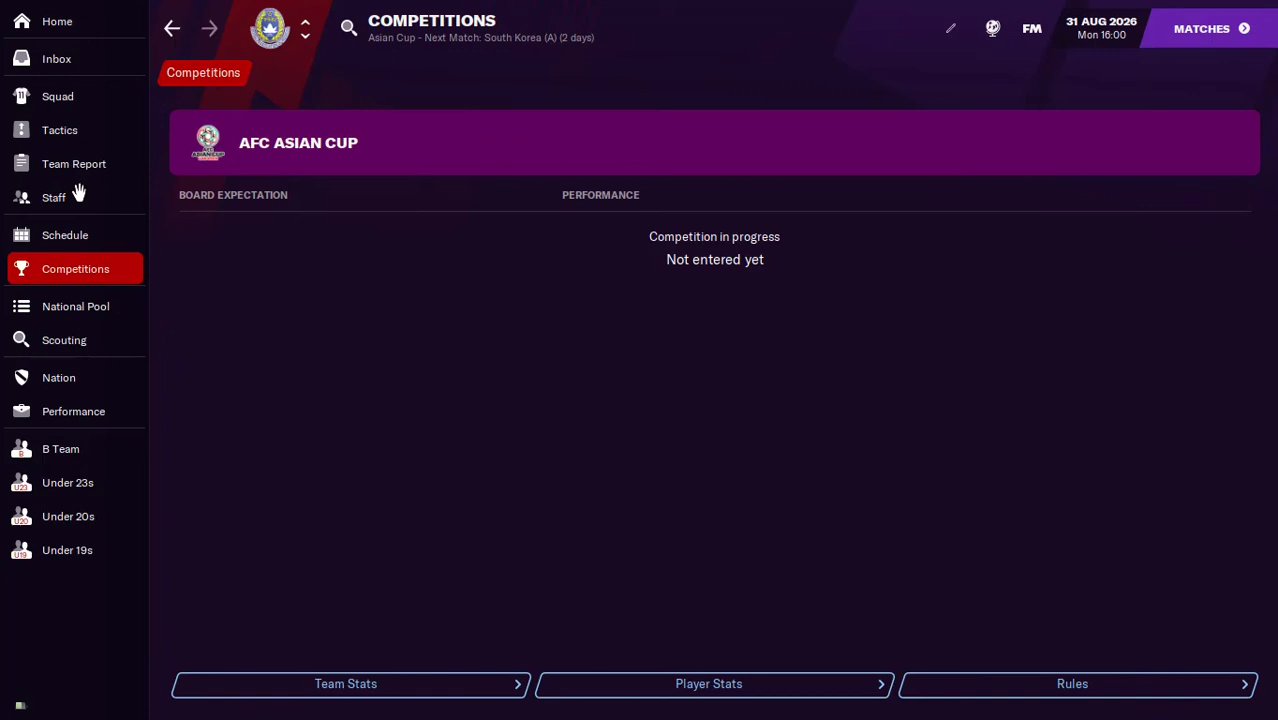 Home
Inbox
Squad
Tactics
Team Report
Staff
Schedule
Competitions
National Pool
Scouting
Nation
Performance
B Team
Under 23s
Under 20s
Under 19s
COMPETITIONS
Asian Cup - Next Match: South Korea (A) (2 days)
FM
31 AUG 2026
Mon 16:00
MATCHES
Competitions
AFC ASIAN CUP
BOARD EXPECTATION PERFORMANCE
Competition in progress
Not entered yet
Team Stats
Player Stats
Rules